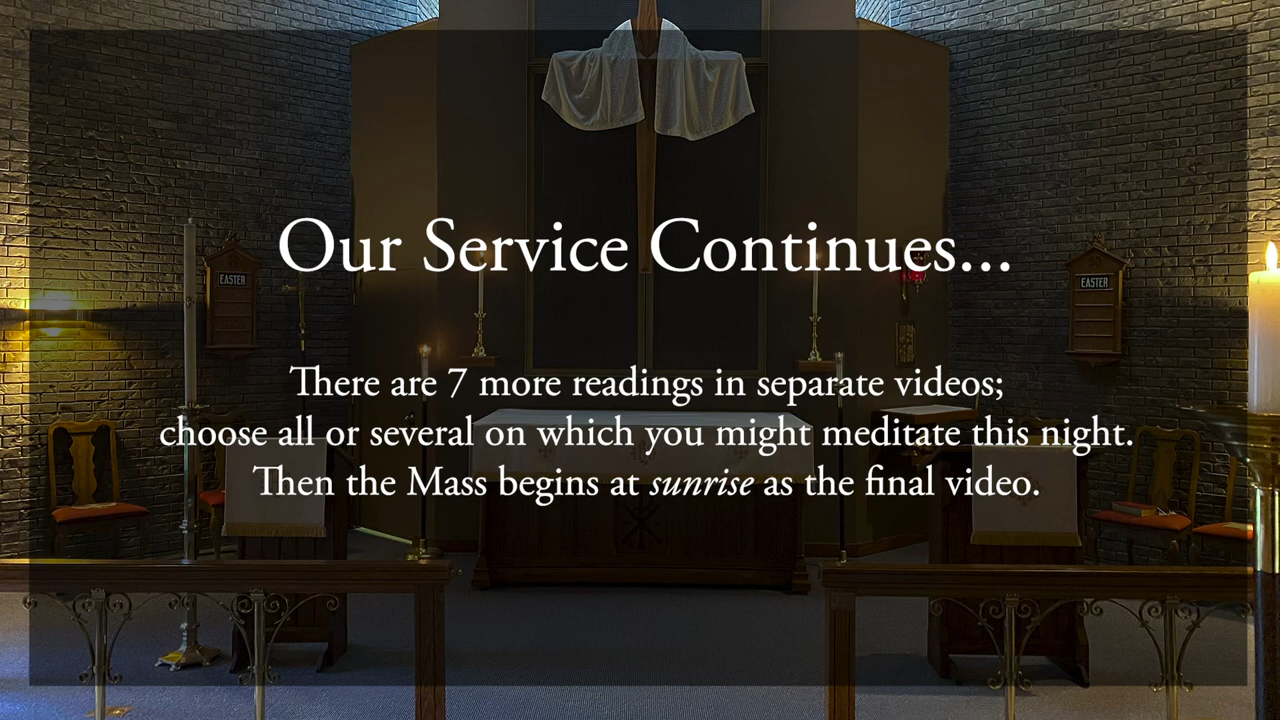 Our Service Continues...
EASTER
EASTER
There are 7 more readings in separate videos;
choose all or several on which you might meditate this night.
Then the Mass begins at sunrise as the final video.